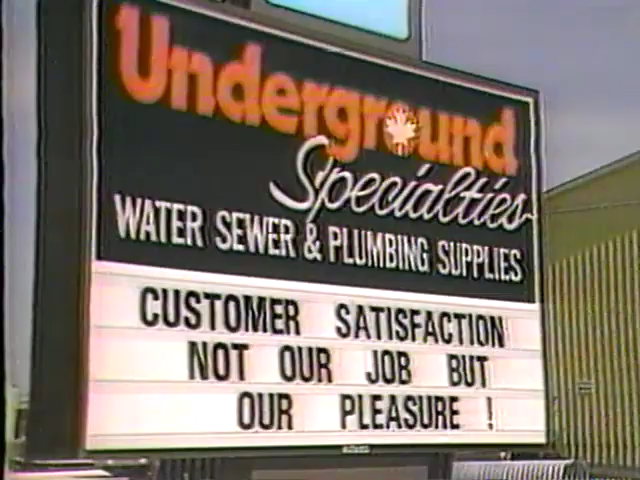 Underground
Specialties
WATER SEWER & PLUMBING SUPPLIES
CUSTOMER SATISFACTION
NOT OUR JOB BUT
OUR PLEASURE !